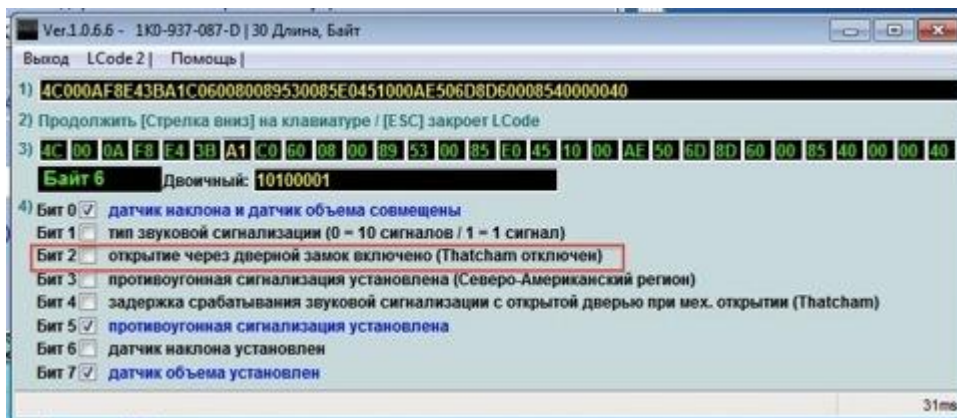 Ver.1.0.6.6 - 1K0-937-087-D | 30 Длина, Байт
Выход LCode 2 | Помощь |
1) 4C000AF8E43BA1C060080089530085E0451000AE506D8D60008540000040
2) Продолжить [Стрелка вниз] на клавиатуре / [ESC] закроет LCode
3) 4C 00 0A F8 E4 3B A1 C0 60 08 00 89 53 00 85 E0 45 10 00 AE 50 6D 8D 60 00 85 40 00 00 40
Байт 6 Двоичный: 10100001
4) Бит 0 датчик наклона и датчик объема совмещены
Бит 1 тип звуковой сигнализации (0 = 10 сигналов / 1 = 1 сигнал)
Бит 2 открытие через дверной замок включено (Thatcham отключен)
Бит 3 противоугонная сигнализация установлена (Северо-Американский регион)
Бит 4 задержка срабатывания звуковой сигнализации с открытой дверью при мех. открытии (Thatcham)
Бит 5 противоугонная сигнализация установлена
Бит 6 датчик наклона установлен
Бит 7 датчик объема установлен
31ms